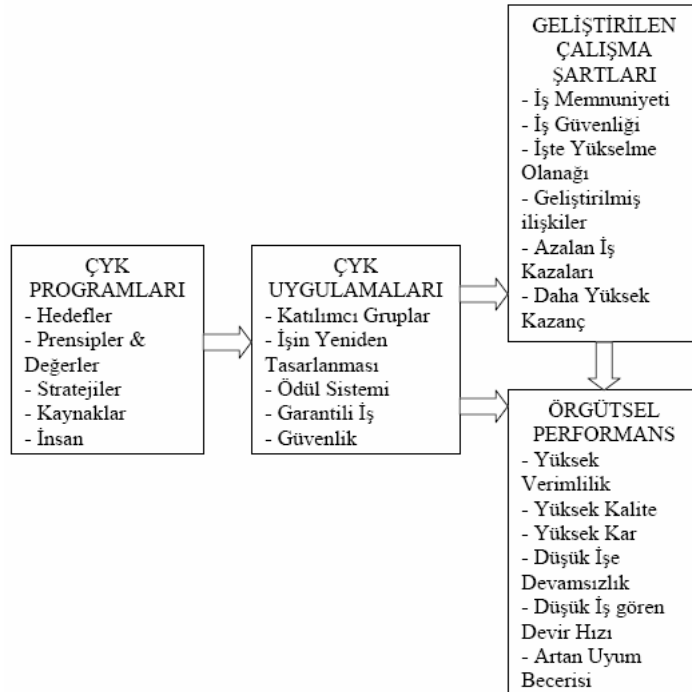 ÇYK
PROGRAMLARI
- Hedefler
- Prensipler &
Değerler
- Stratejiler
- Kaynaklar
- İnsan
ÇYK
UYGULAMALARI
- Katılımcı Gruplar
- İşin Yeniden
Tasarlanması
- Ödül Sistemi
- Garantili İş
- Güvenlik
GELİŞTİRİLEN
ÇALIŞMA
ŞARTLARI
- İş Memnuniyeti
- İş Güvenliği
- İşte Yükselme
Olanağı
- Geliştirilmiş
ilişkiler
- Azalan İş
Kazaları
- Daha Yüksek
Kazanç
ÖRGÜTSEL
PERFORMANS
- Yüksek
Verimlilik
- Yüksek Kalite
- Yüksek Kar
- Düşük İşe
Devamsızlık
- Düşük İş gören
Devir Hızı
- Artan Uyum
Becerisi